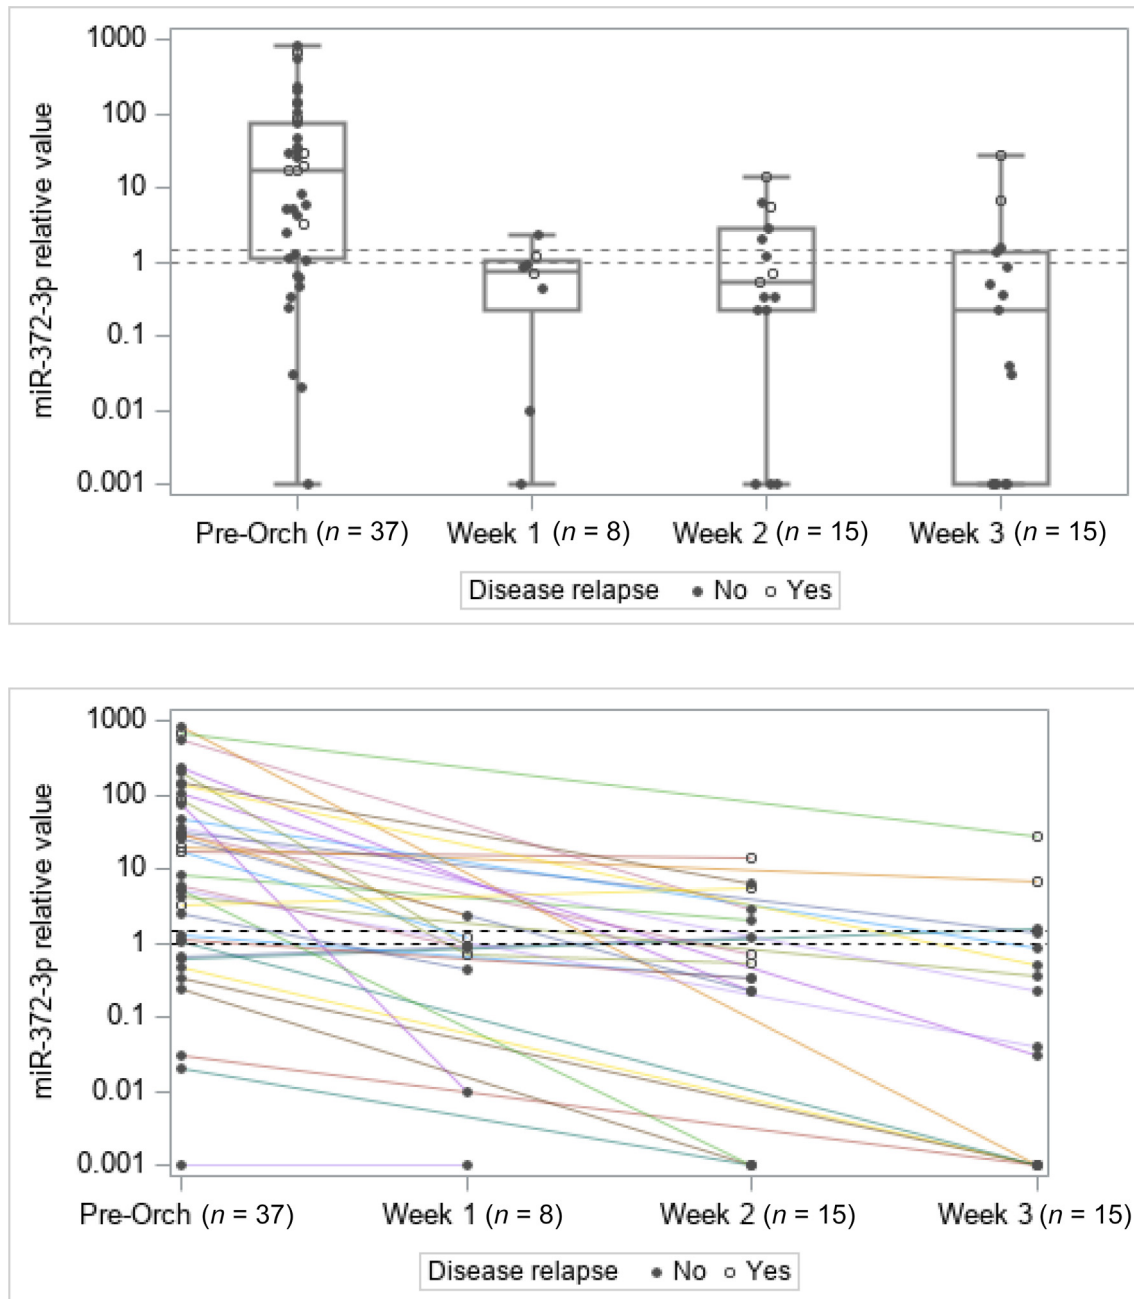 miR-372-3p relative value
1000
100
10
1
0.1
0.01
0.001
Pre-Orch (n = 37) Week 1 (n = 8) Week 2 (n = 15) Week 3 (n = 15)
Disease relapse No Yes
miR-372-3p relative value
1000
100
10
1
0.1
0.01
0.001
Pre-Orch (n = 37) Week 1 (n = 8) Week 2 (n = 15) Week 3 (n = 15)
Disease relapse No Yes